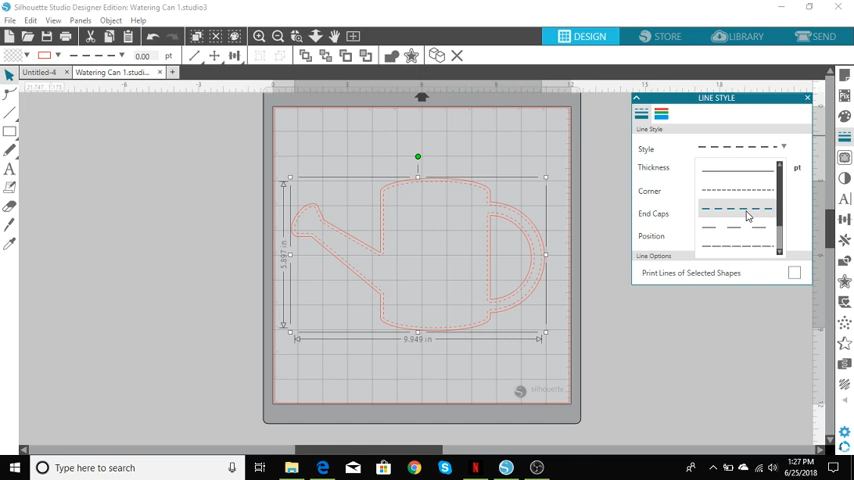 Silhouette Studio Designer Edition: Watering Can 1.studio3
File Edit View Panels Object Help
DESIGN STORE LIBRARY SEND
0.00 pt
Untitled-4 × Watering Can 1.studi... × +
LINE STYLE
Line Style
Style
Thickness pt
Corner
End Caps
Position
Line Options
Print Lines of Selected Shapes
5.897 in
9.949 in
silhouette
Type here to search
1:27 PM
6/25/2018